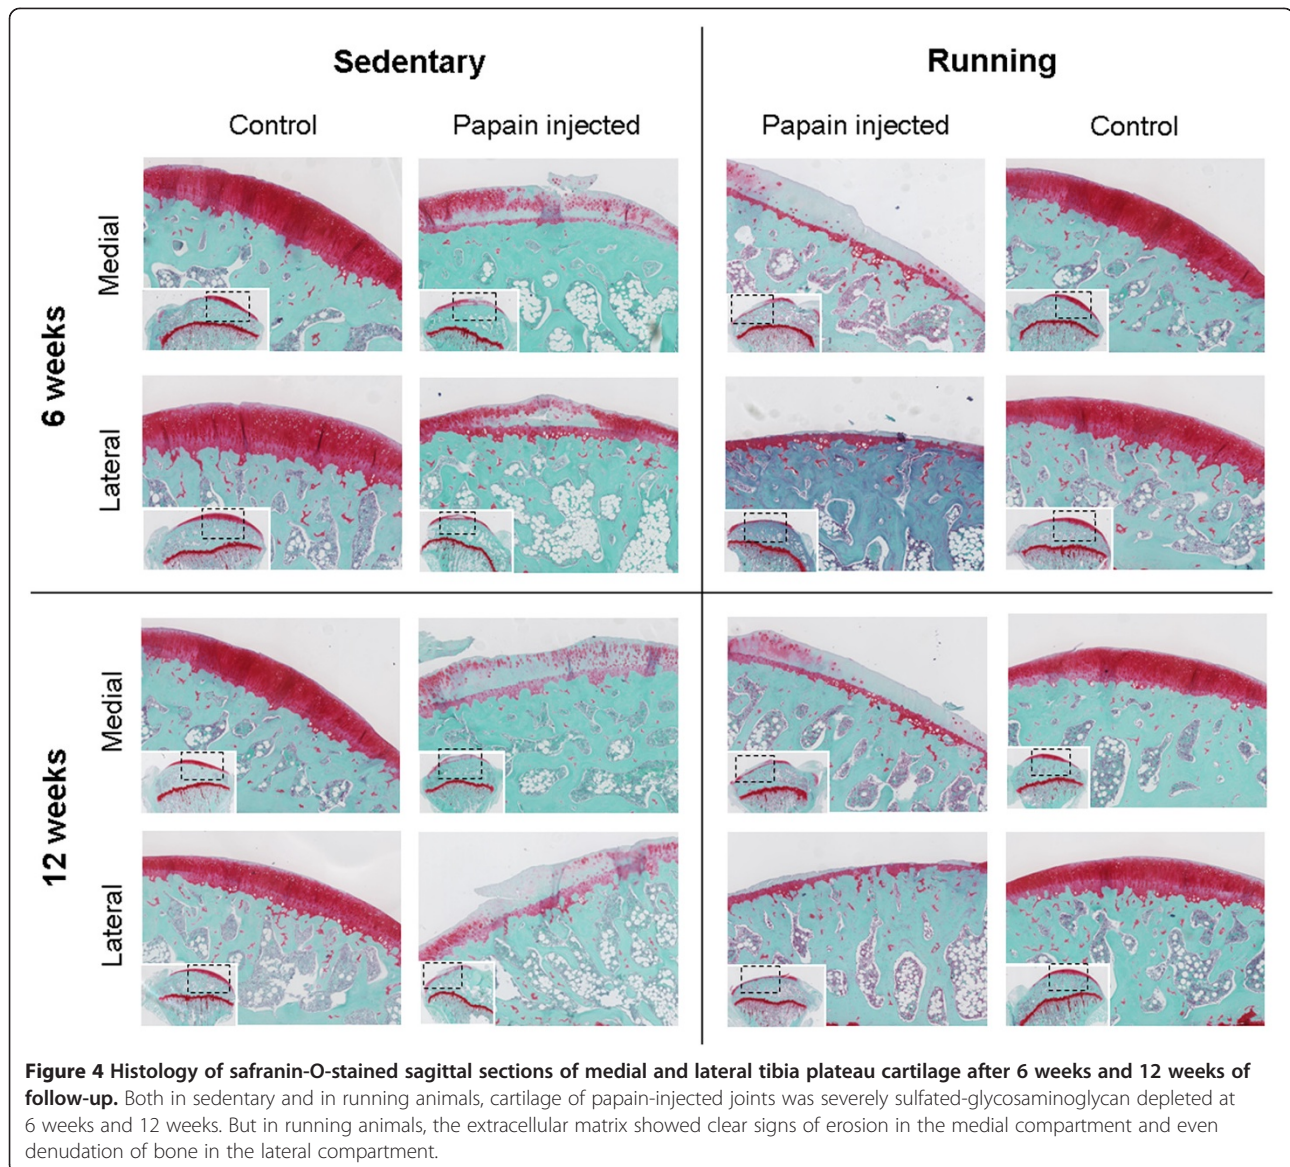 Sedentary
Running
Control
Papain injected
Papain injected
Control
6 weeks
Medial
Lateral
12 weeks
Medial
Lateral
Figure 4 Histology of safranin-O-stained sagittal sections of medial and lateral tibia plateau cartilage after 6 weeks and 12 weeks of
follow-up. Both in sedentary and in running animals, cartilage of papain-injected joints was severely sulfated-glycosaminoglycan depleted at
6 weeks and 12 weeks. But in running animals, the extracellular matrix showed clear signs of erosion in the medial compartment and even
denudation of bone in the lateral compartment.